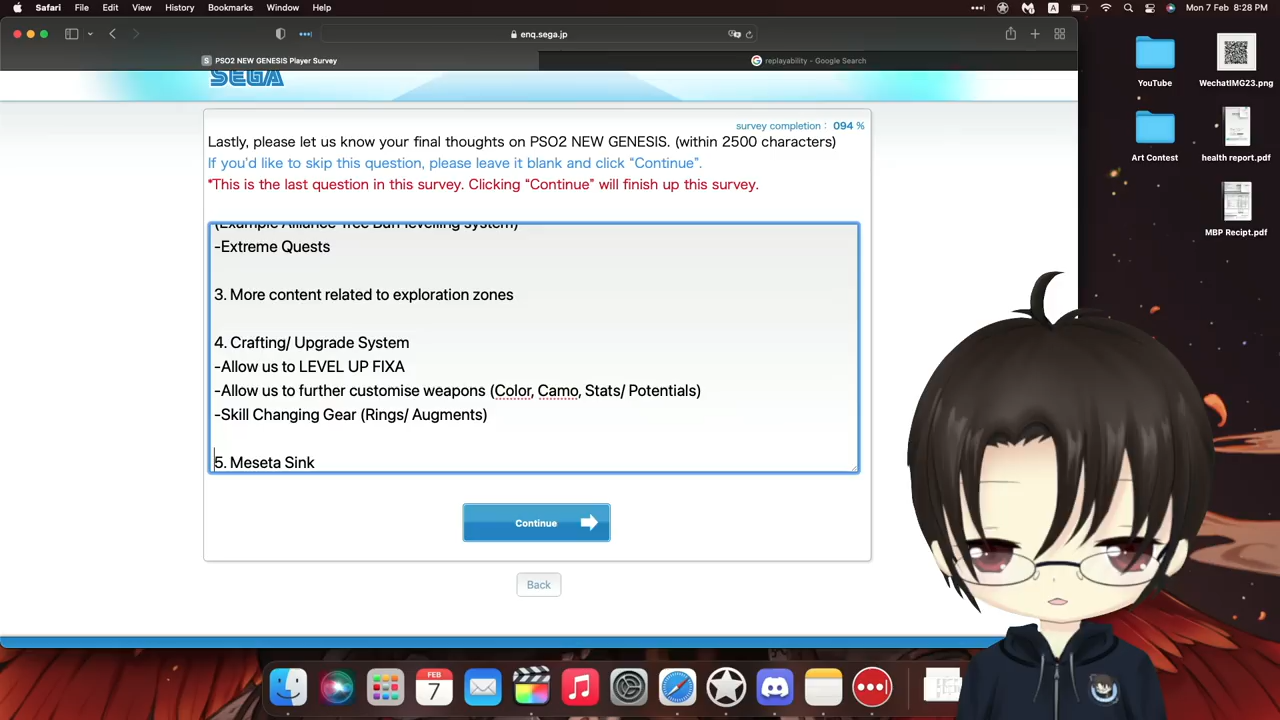 Safari File Edit View History Bookmarks Window Help
A
Mon 7 Feb 8:28 PM
enq.sega.jp
S PSO2 NEW GENESIS Player Survey
G replayability - Google Search
SEGA
survey completion : 094 %
Lastly, please let us know your final thoughts on PSO2 NEW GENESIS. (within 2500 characters)
If you'd like to skip this question, please leave it blank and click "Continue".
*This is the last question in this survey. Clicking "Continue" will finish up this survey.
(Example Alliance Tree Buff levelling system)
-Extreme Quests
3. More content related to exploration zones
4. Crafting/ Upgrade System
-Allow us to LEVEL UP FIXA
-Allow us to further customise weapons (Color, Camo, Stats/ Potentials)
-Skill Changing Gear (Rings/ Augments)
5. Meseta Sink
Continue
Back
YouTube
WechatIMG23.png
Art Contest
health report.pdf
MBP Recipt.pdf
FEB
7